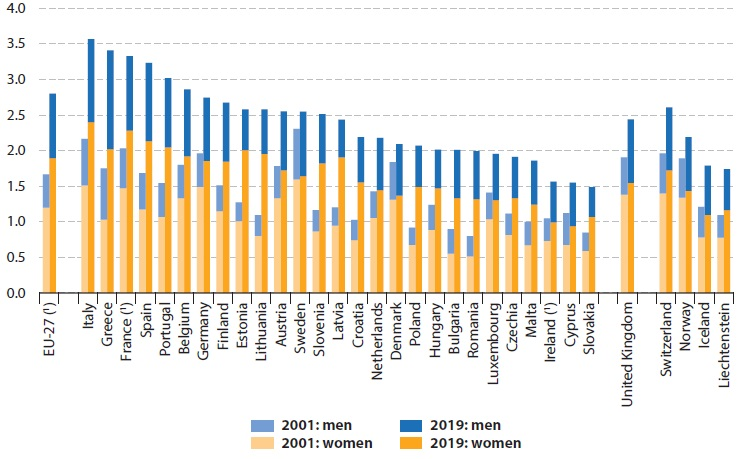 4.0
3.5
3.0
2.5
2.0
1.5
1.0
0.5
0.0
EU-27 (¹)
Italy
Greece
France (¹)
Spain
Portugal
Belgium
Germany
Finland
Estonia
Lithuania
Austria
Sweden
Slovenia
Latvia
Croatia
Netherlands
Denmark
Poland
Hungary
Bulgaria
Romania
Luxembourg
Czechia
Malta
Ireland (¹)
Cyprus
Slovakia
United Kingdom
Switzerland
Norway
Iceland
Liechtenstein
2001: men
2019: men
2001: women
2019: women